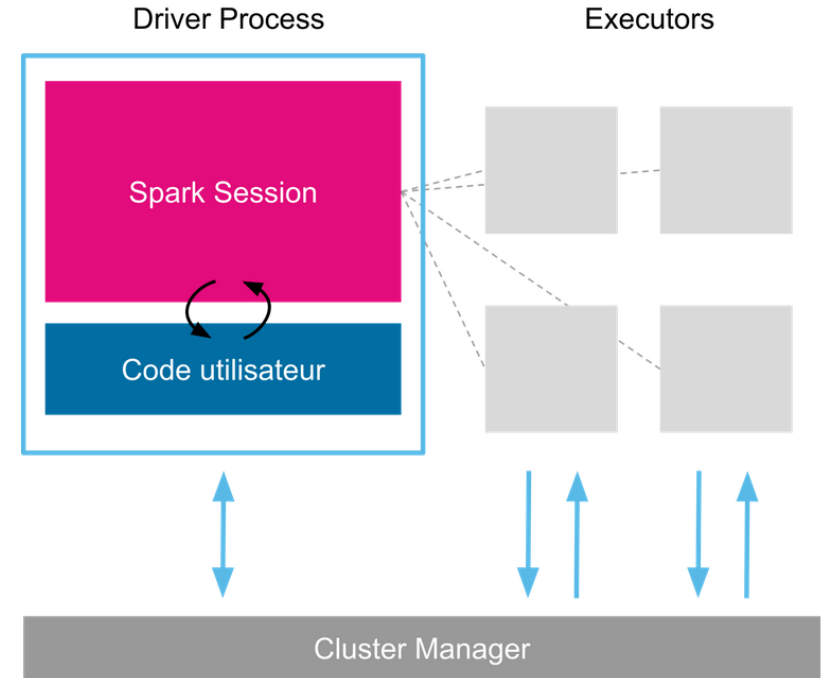 Driver Process
Executors
Spark Session
Code utilisateur
Cluster Manager